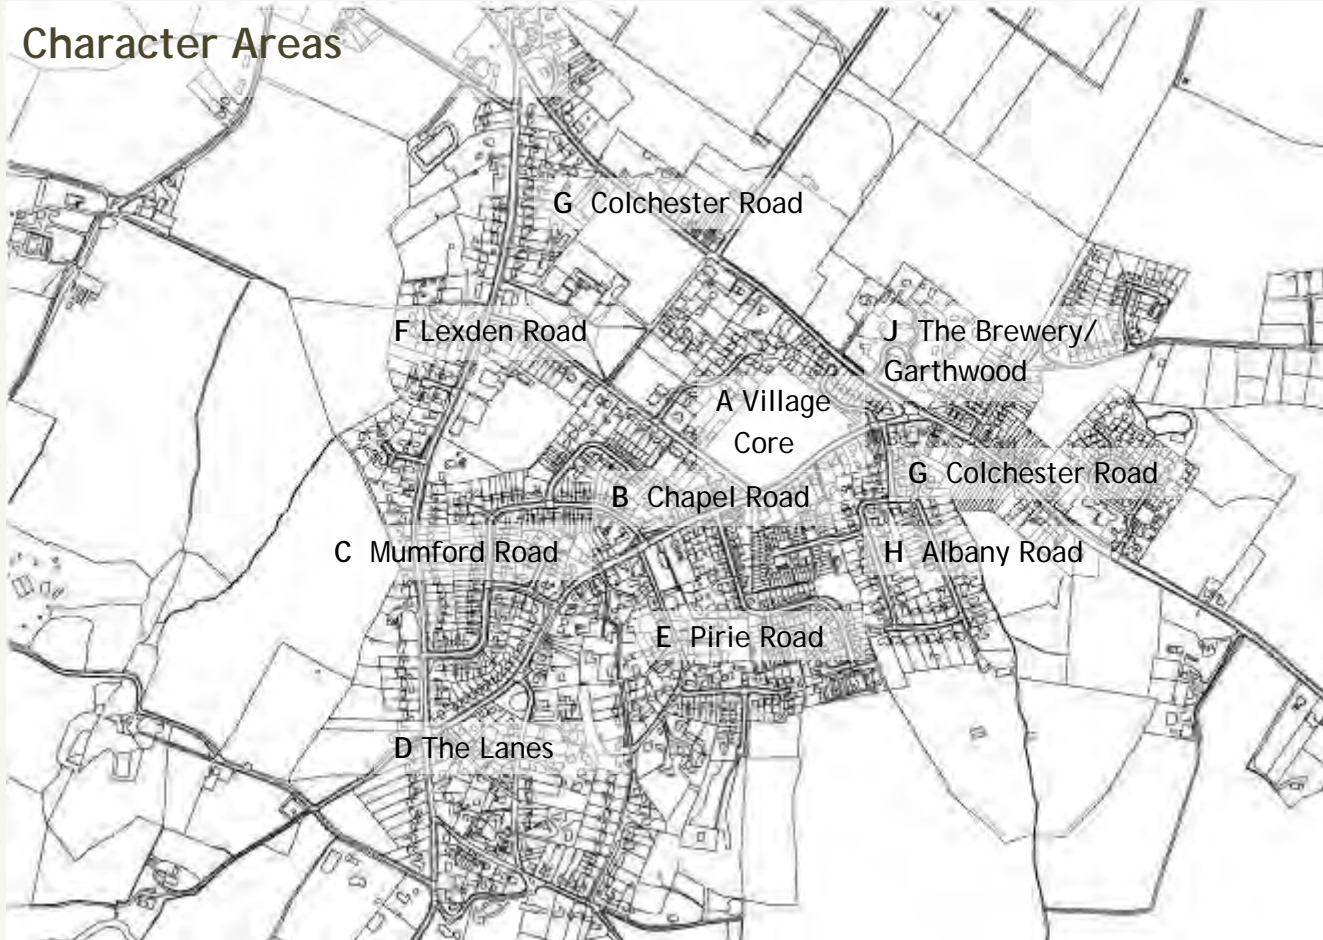 Character Areas
G Colchester Road
F Lexden Road
J The Brewery/
Garthwood
A Village
Core
G Colchester Road
B Chapel Road
C Mumford Road
H Albany Road
E Pirie Road
D The Lanes